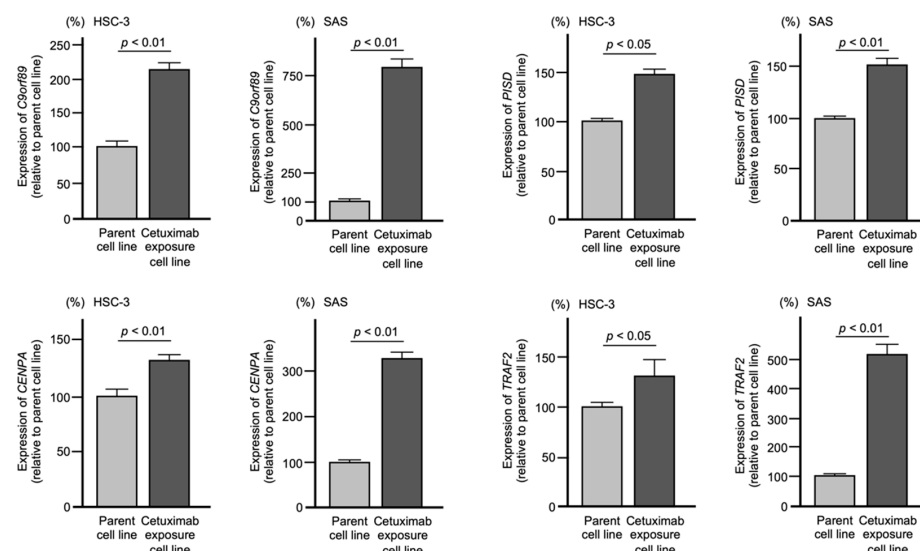 (%) HSC-3
Expression of C9orf89
(relative to parent cell line)
250
200
150
100
50
0
p < 0.01
Parent Cetuximab
cell line exposure
cell line
(%) SAS
Expression of C9orf89
(relative to parent cell line)
750
500
250
100
0
p < 0.01
Parent Cetuximab
cell line exposure
cell line
(%) HSC-3
Expression of PISD
(relative to parent cell line)
150
100
50
0
p < 0.05
Parent Cetuximab
cell line exposure
cell line
(%) SAS
Expression of PISD
(relative to parent cell line)
150
100
50
0
p < 0.01
Parent Cetuximab
cell line exposure
cell line
(%) HSC-3
Expression of CENPA
(relative to parent cell line)
150
100
50
0
p < 0.01
Parent Cetuximab
cell line exposure
cell line
(%) SAS
Expression of CENPA
(relative to parent cell line)
300
200
100
0
p < 0.01
Parent Cetuximab
cell line exposure
cell line
(%) HSC-3
Expression of TRAF2
(relative to parent cell line)
150
100
50
0
p < 0.05
Parent Cetuximab
cell line exposure
cell line
(%) SAS
Expression of TRAF2
(relative to parent cell line)
500
400
300
200
100
0
p < 0.01
Parent Cetuximab
cell line exposure
cell line